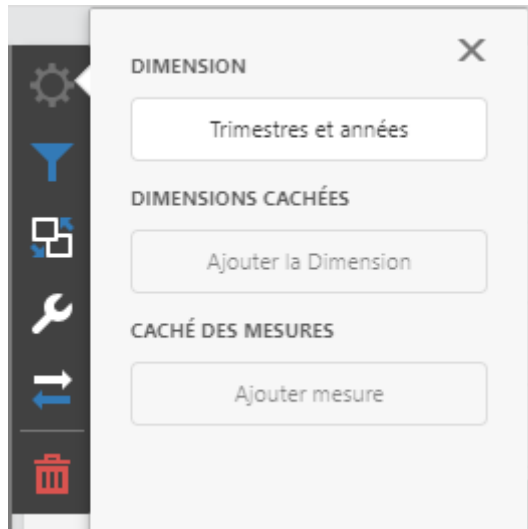 DIMENSION
Trimestres et années
DIMENSIONS CACHÉES
Ajouter la Dimension
CACHÉ DES MESURES
Ajouter mesure